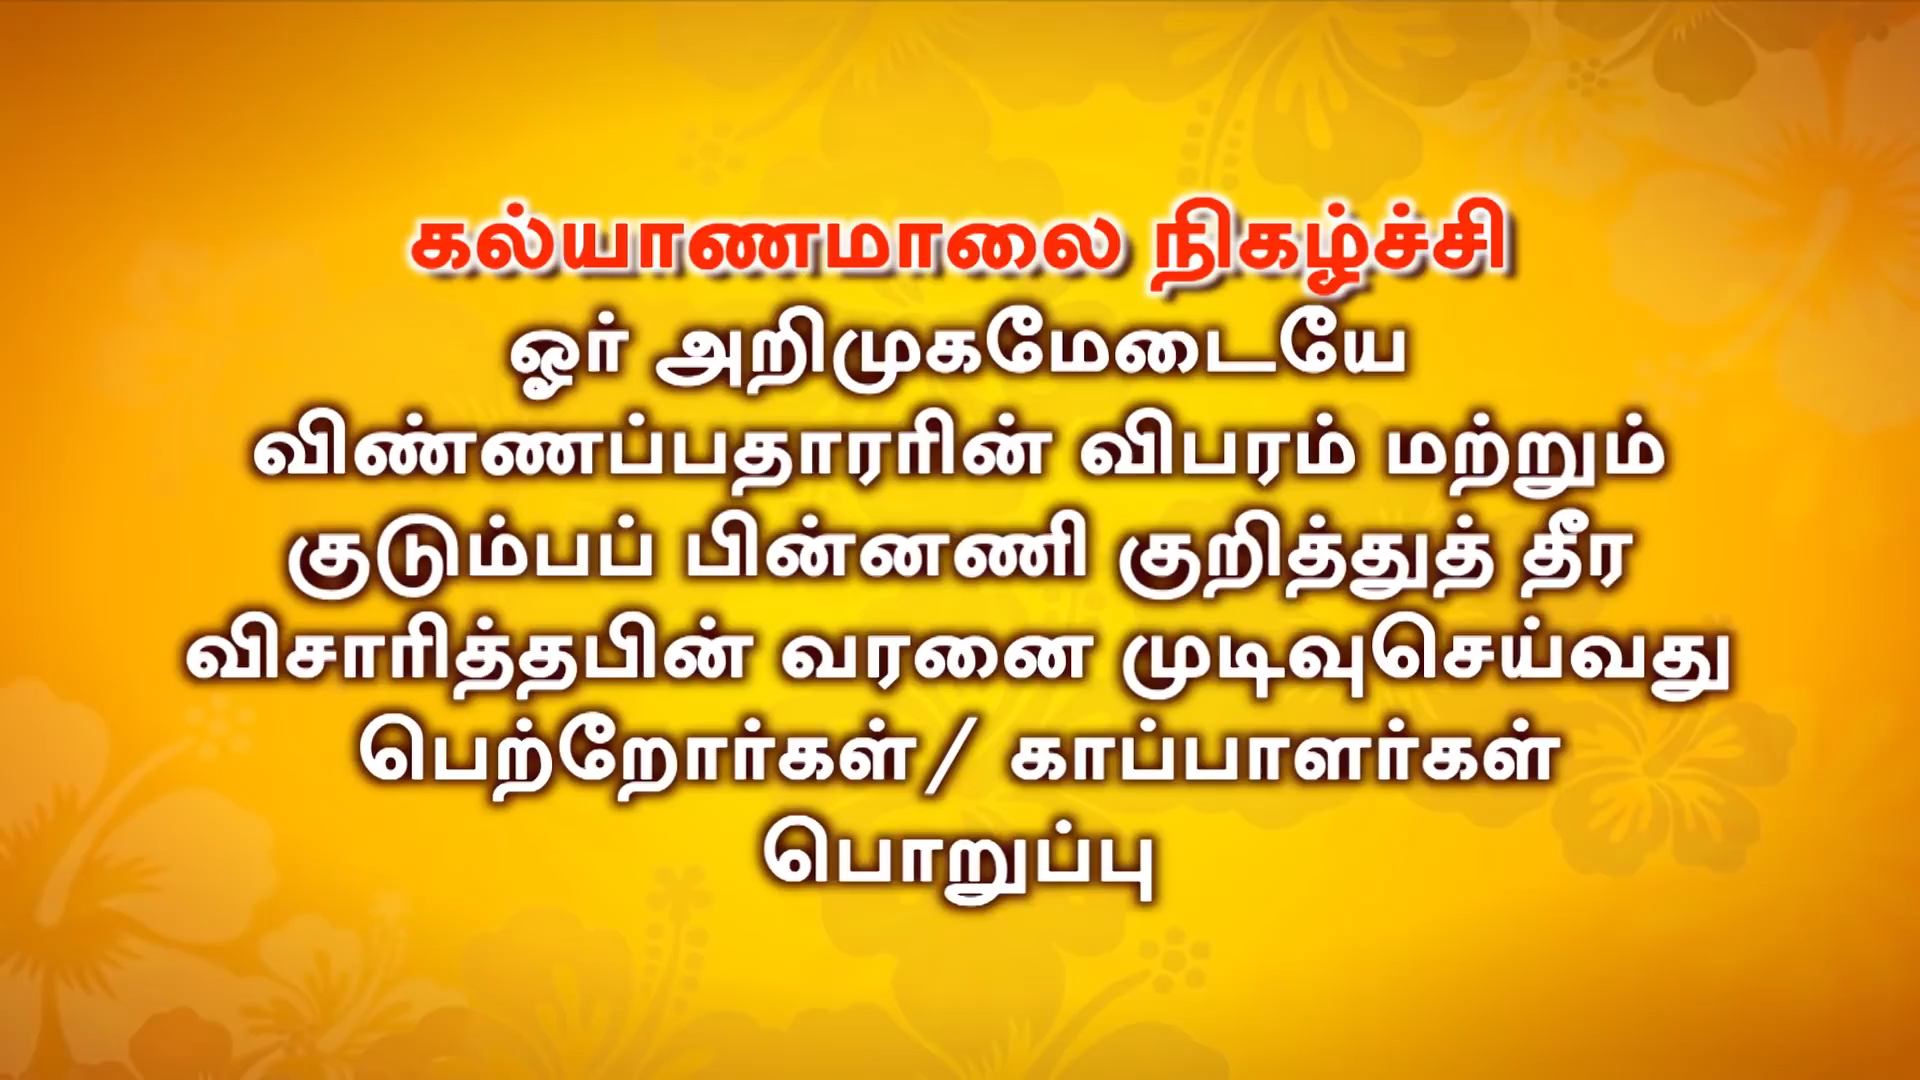 கல்யாணமாலை நிகழ்ச்சி
ஓர் அறிமுகமேடையே
விண்ணப்பதாரரின் விபரம் மற்றும்
குடும்பப் பின்னணி குறித்துத் தீர
விசாரித்தபின் வரனை முடிவுசெய்வது
பெற்றோர்கள்/ காப்பாளர்கள்
பொறுப்பு